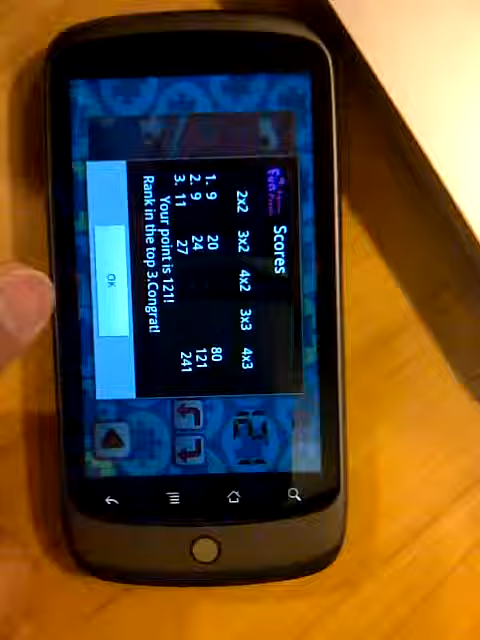 Scores
2x2 3x2 4x2 3x3 4x3
1. 9 20 80
2. 9 24 121
3. 11 27 241
Your point is 121!
Rank in the top 3.Congrat!
OK
121